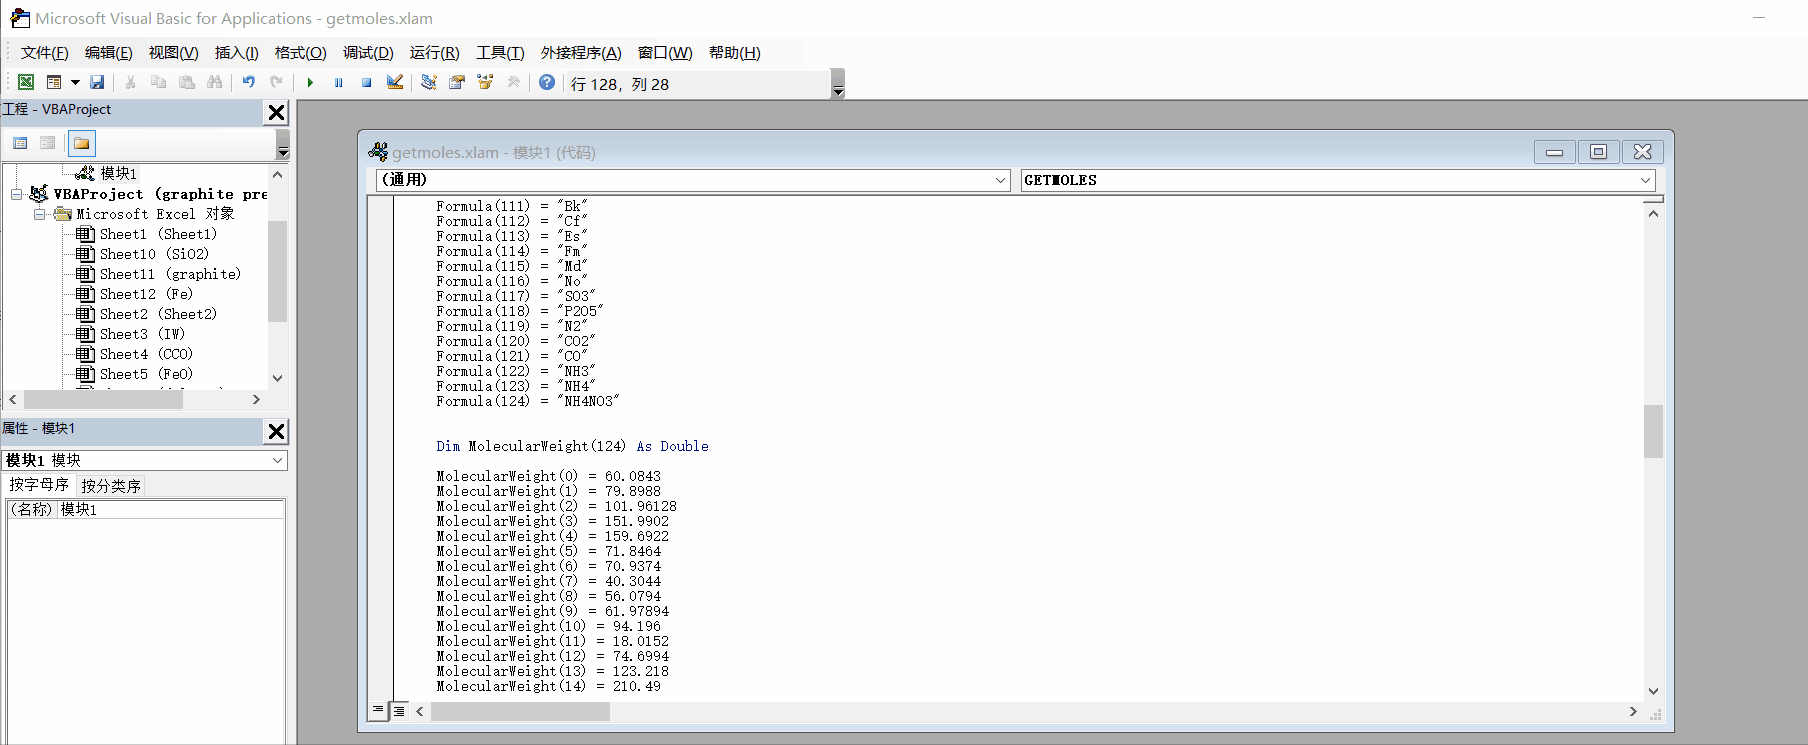 Microsoft Visual Basic for Applications - getmoles.xlam
文件(F) 编辑(E) 视图(V) 插入(I) 格式(O) 调试(D) 运行(R) 工具(T) 外接程序(A) 窗口(W) 帮助(H)
行 128，列 28
工程 - VBAProject
模块1
VBAProject (graphite pre
Microsoft Excel 对象
Sheet1 (Sheet1)
Sheet10 (SiO2)
Sheet11 (graphite)
Sheet12 (Fe)
Sheet2 (Sheet2)
Sheet3 (IW)
Sheet4 (CCO)
Sheet5 (FeO)
属性 - 模块1
模块1 模块
按字母序 按分类序
(名称) 模块1
getmoles.xlam - 模块1 (代码)
(通用) GETMOLES
Formula(111) = "Bk"
Formula(112) = "Cf"
Formula(113) = "Es"
Formula(114) = "Fm"
Formula(115) = "Md"
Formula(116) = "No"
Formula(117) = "SO3"
Formula(118) = "P2O5"
Formula(119) = "N2"
Formula(120) = "CO2"
Formula(121) = "CO"
Formula(122) = "NH3"
Formula(123) = "NH4"
Formula(124) = "NH4NO3"
Dim MolecularWeight(124) As Double
MolecularWeight(0) = 60.0843
MolecularWeight(1) = 79.8988
MolecularWeight(2) = 101.96128
MolecularWeight(3) = 151.9902
MolecularWeight(4) = 159.6922
MolecularWeight(5) = 71.8464
MolecularWeight(6) = 70.9374
MolecularWeight(7) = 40.3044
MolecularWeight(8) = 56.0794
MolecularWeight(9) = 61.97894
MolecularWeight(10) = 94.196
MolecularWeight(11) = 18.0152
MolecularWeight(12) = 74.6994
MolecularWeight(13) = 123.218
MolecularWeight(14) = 210.49